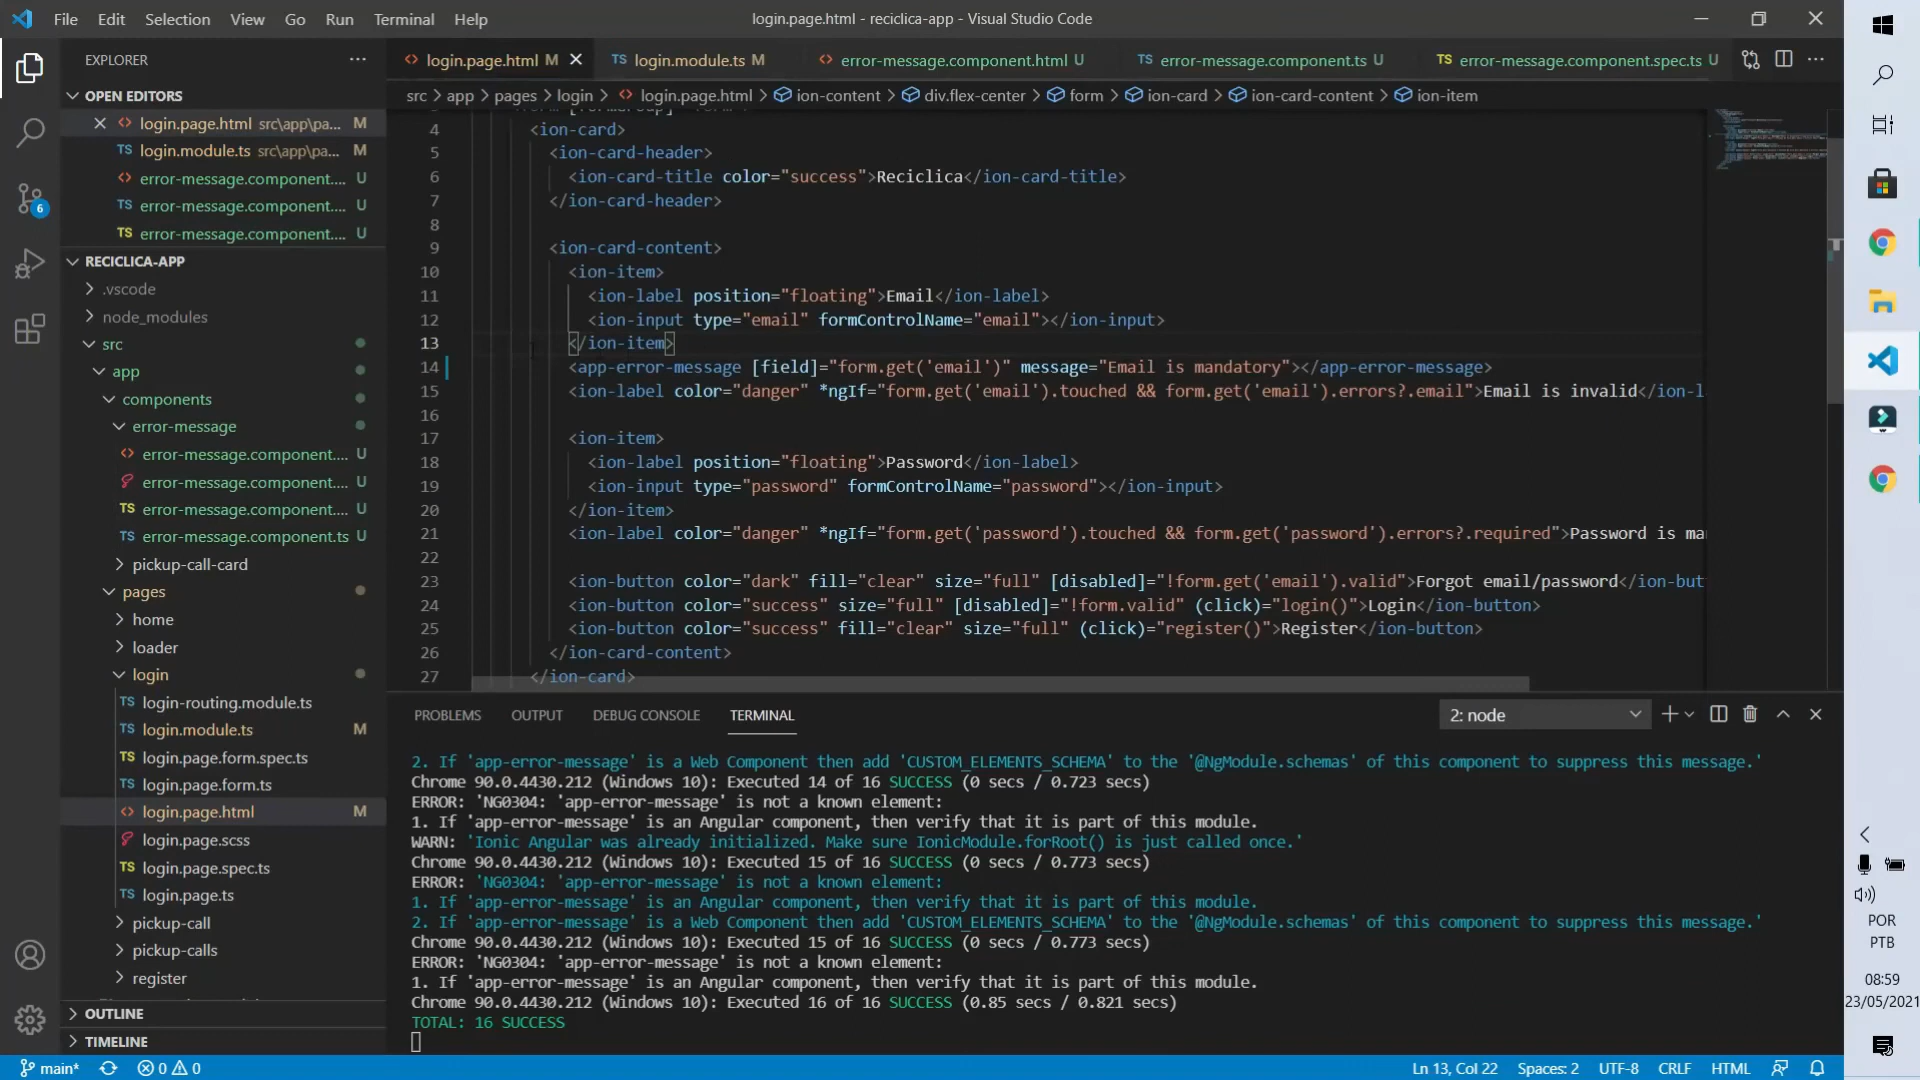 File Edit Selection View Go Run Terminal Help
login.page.html - reciclica-app - Visual Studio Code
EXPLORER
login.page.html M
TS login.module.ts M
error-message.component.html U
TS error-message.component.ts U
TS error-message.component.spec.ts U
OPEN EDITORS
login.page.html src\app\pa... M
TS login.module.ts src\app\pa... M
error-message.component.... U
TS error-message.component.... U
TS error-message.component.... U
RECICLICA-APP
.vscode
node_modules
src
app
components
error-message
error-message.component.... U
error-message.component.... U
TS error-message.component.... U
TS error-message.component.ts U
pickup-call-card
pages
home
loader
login
TS login-routing.module.ts
TS login.module.ts M
TS login.page.form.spec.ts
TS login.page.form.ts
login.page.html M
login.page.scss
TS login.page.spec.ts
TS login.page.ts
pickup-call
pickup-calls
register
OUTLINE
TIMELINE
6
src > app > pages > login > login.page.html > ion-content > div.flex-center > form > ion-card > ion-card-content > ion-item
4 <ion-card>
5 <ion-card-header>
6 <ion-card-title color="success">Reciclica</ion-card-title>
7 </ion-card-header>
8
9 <ion-card-content>
10 <ion-item>
11 <ion-label position="floating">Email</ion-label>
12 <ion-input type="email" formControlName="email"></ion-input>
13 </ion-item>
14 <app-error-message [field]="form.get('email')" message="Email is mandatory"></app-error-message>
15 <ion-label color="danger" *ngIf="form.get('email').touched && form.get('email').errors?.email">Email is invalid</ion-l
16
17 <ion-item>
18 <ion-label position="floating">Password</ion-label>
19 <ion-input type="password" formControlName="password"></ion-input>
20 </ion-item>
21 <ion-label color="danger" *ngIf="form.get('password').touched && form.get('password').errors?.required">Password is ma
22
23 <ion-button color="dark" fill="clear" size="full" [disabled]="!form.get('email').valid">Forgot email/password</ion-but
24 <ion-button color="success" size="full" [disabled]="!form.valid" (click)="login()">Login</ion-button>
25 <ion-button color="success" fill="clear" size="full" (click)="register()">Register</ion-button>
26 </ion-card-content>
27 </ion-card>
PROBLEMS OUTPUT DEBUG CONSOLE TERMINAL
2: node
2. If 'app-error-message' is a Web Component then add 'CUSTOM_ELEMENTS_SCHEMA' to the '@NgModule.schemas' of this component to suppress this message.'
Chrome 90.0.4430.212 (Windows 10): Executed 14 of 16 SUCCESS (0 secs / 0.723 secs)
ERROR: 'NG0304: 'app-error-message' is not a known element:
1. If 'app-error-message' is an Angular component, then verify that it is part of this module.
WARN: 'Ionic Angular was already initialized. Make sure IonicModule.forRoot() is just called once.'
Chrome 90.0.4430.212 (Windows 10): Executed 15 of 16 SUCCESS (0 secs / 0.773 secs)
ERROR: 'NG0304: 'app-error-message' is not a known element:
1. If 'app-error-message' is an Angular component, then verify that it is part of this module.
2. If 'app-error-message' is a Web Component then add 'CUSTOM_ELEMENTS_SCHEMA' to the '@NgModule.schemas' of this component to suppress this message.'
Chrome 90.0.4430.212 (Windows 10): Executed 15 of 16 SUCCESS (0 secs / 0.773 secs)
ERROR: 'NG0304: 'app-error-message' is not a known element:
1. If 'app-error-message' is an Angular component, then verify that it is part of this module.
Chrome 90.0.4430.212 (Windows 10): Executed 16 of 16 SUCCESS (0.85 secs / 0.821 secs)
TOTAL: 16 SUCCESS
main* 0 0
Ln 13, Col 22 Spaces: 2 UTF-8 CRLF HTML
POR
PTB
08:59
23/05/2021